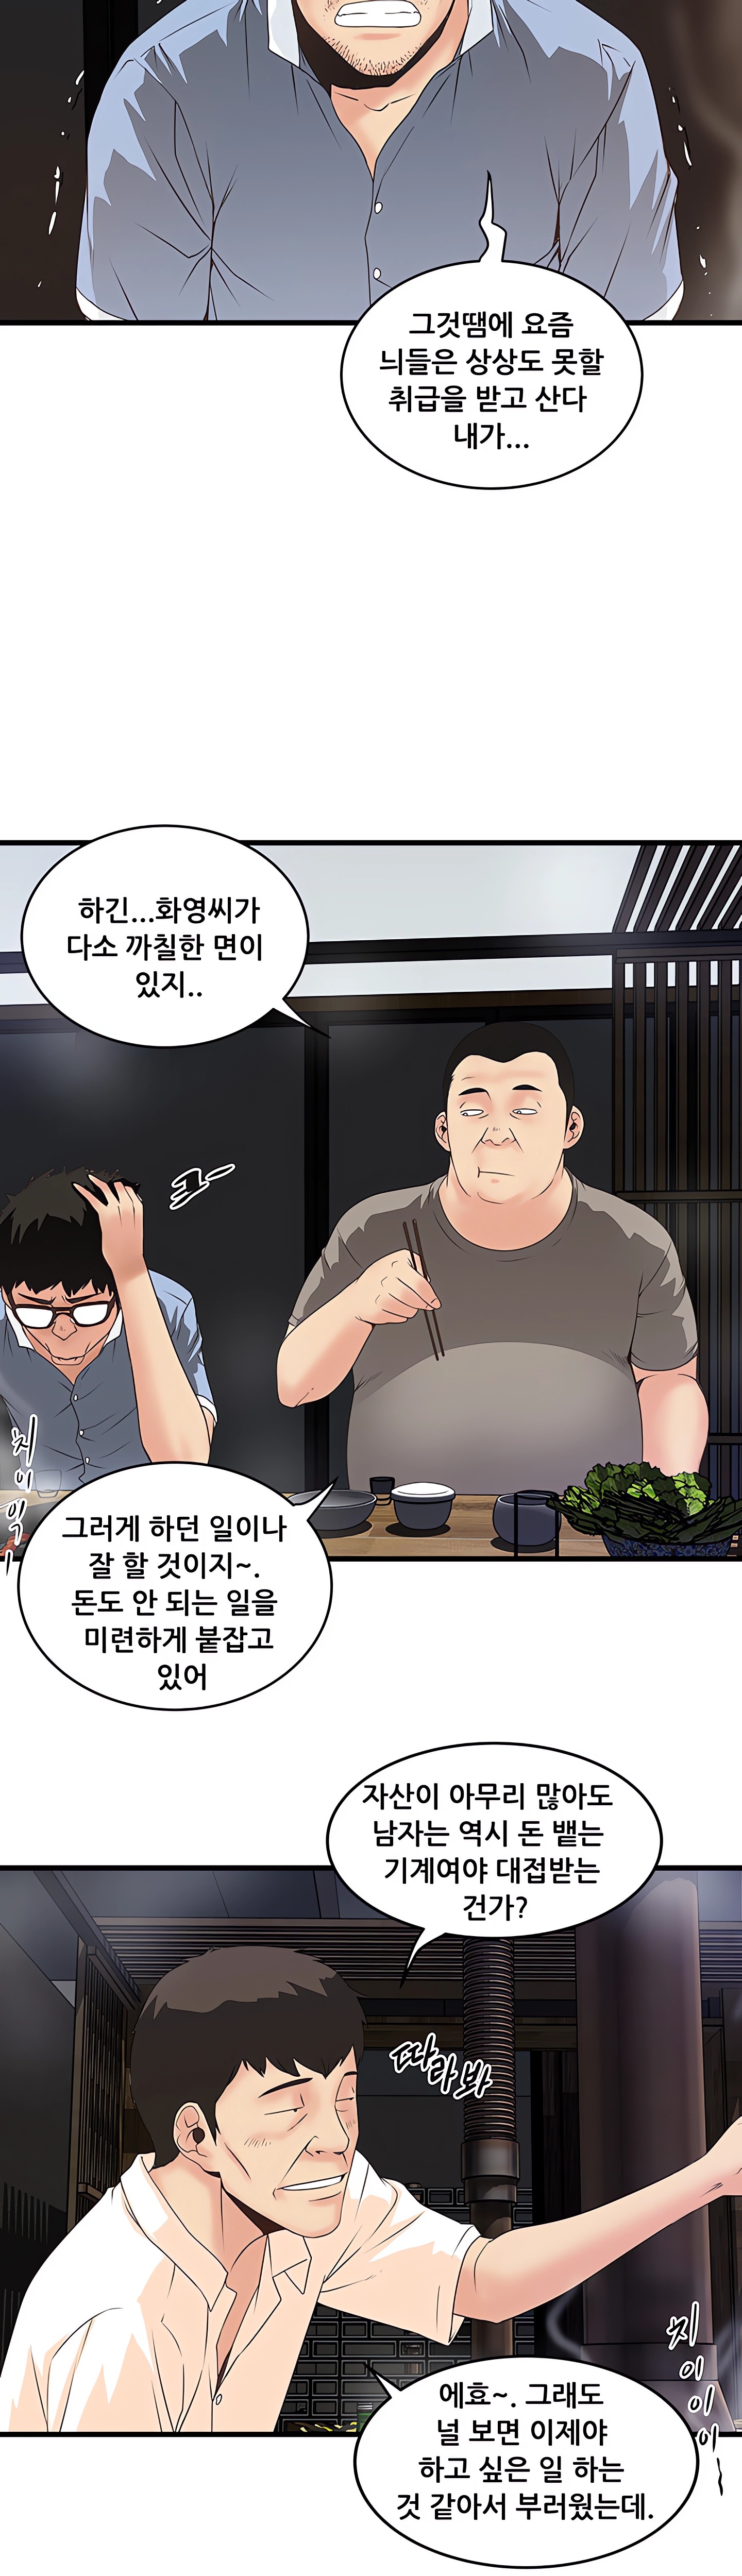 그것땜에 요즘
늬들은 상상도 못할
취급을 받고 산다
내가...
하긴...화영씨가
다소 까칠한 면이
있지..
크-
치이이익-
그러게 하던 일이나
잘 할 것이지~.
돈도 안 되는 일을
미련하게 붙잡고
있어
자산이 아무리 많아도
남자는 역시 돈 뱉는
기계여야 대접받는
건가?
따라봐
치이이이-
에효~. 그래도
널 보면 이제야
하고 싶은 일 하는
것 같아서 부러웠는데.